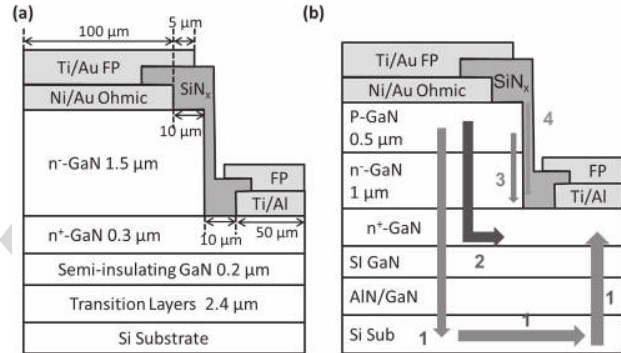 (a)
5 µm
100 µm
Ti/Au FP
SiNₓ
Ni/Au Ohmic
10 µm
n⁻-GaN 1.5 µm
FP
Ti/Al
n⁺-GaN 0.3 µm
10 µm
50 µm
Semi-insulating GaN 0.2 µm
Transition Layers 2.4 µm
Si Substrate
(b)
Ti/Au FP
SiNₓ
Ni/Au Ohmic
P-GaN
0.5 µm
4
n⁻-GaN
1 µm
3
FP
Ti/Al
n⁺-GaN
SI GaN
2
AlN/GaN
1
1
Si Sub
1